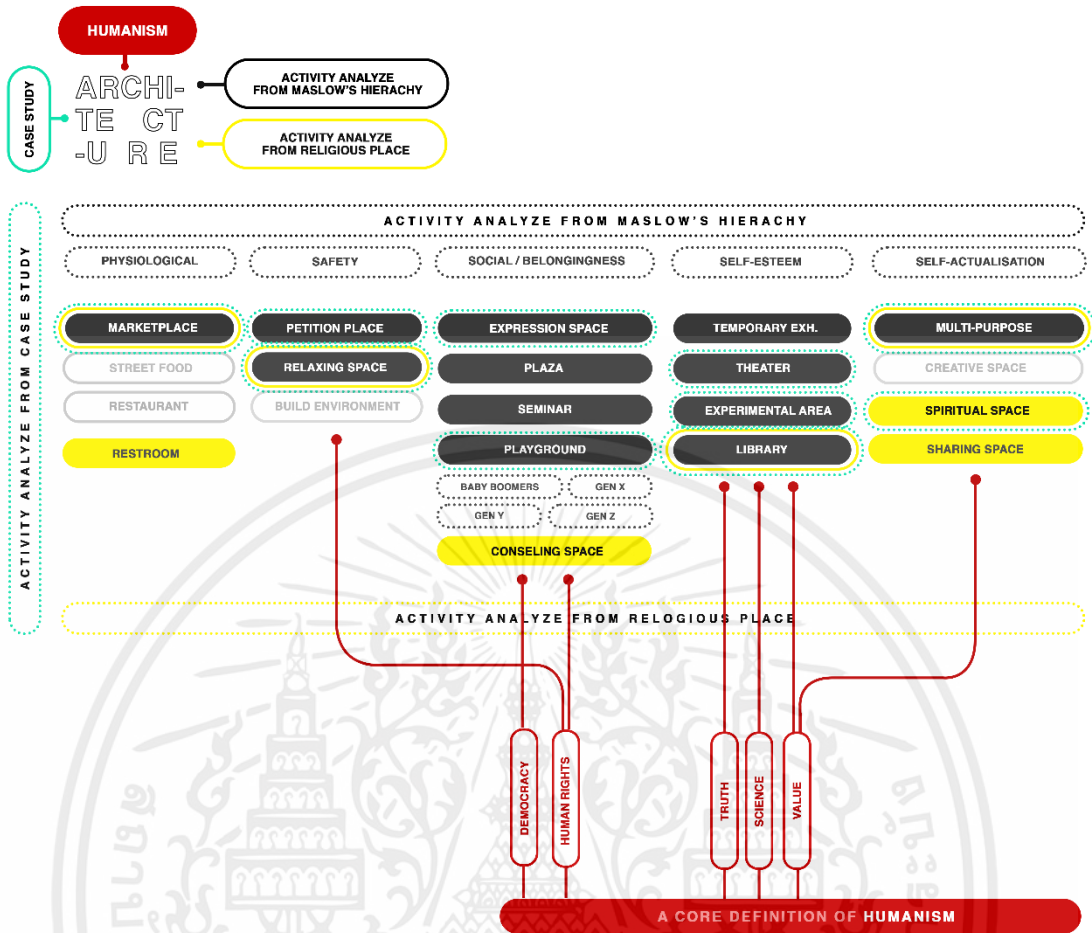 HUMANISM
ARCHI-
TE CT
-U R E
CASE STUDY
ACTIVITY ANALYZE
FROM MASLOW'S HIERACHY
ACTIVITY ANALYZE
FROM RELIGIOUS PLACE
ACTIVITY ANALYZE FROM CASE STUDY
ACTIVITY ANALYZE FROM MASLOW'S HIERACHY
PHYSIOLOGICAL
SAFETY
SOCIAL / BELONGINGNESS
SELF-ESTEEM
SELF-ACTUALISATION
MARKETPLACE
PETITION PLACE
EXPRESSION SPACE
TEMPORARY EXH.
MULTI-PURPOSE
STREET FOOD
RELAXING SPACE
PLAZA
THEATER
CREATIVE SPACE
RESTAURANT
BUILD ENVIRONMENT
SEMINAR
EXPERIMENTAL AREA
SPIRITUAL SPACE
RESTROOM
PLAYGROUND
LIBRARY
SHARING SPACE
BABY BOOMERS
GEN X
GEN Y
GEN Z
CONSELING SPACE
ACTIVITY ANALYZE FROM RELOGIOUS PLACE
DEMOCRACY
HUMAN RIGHTS
TRUTH
SCIENCE
VALUE
A CORE DEFINITION OF HUMANISM